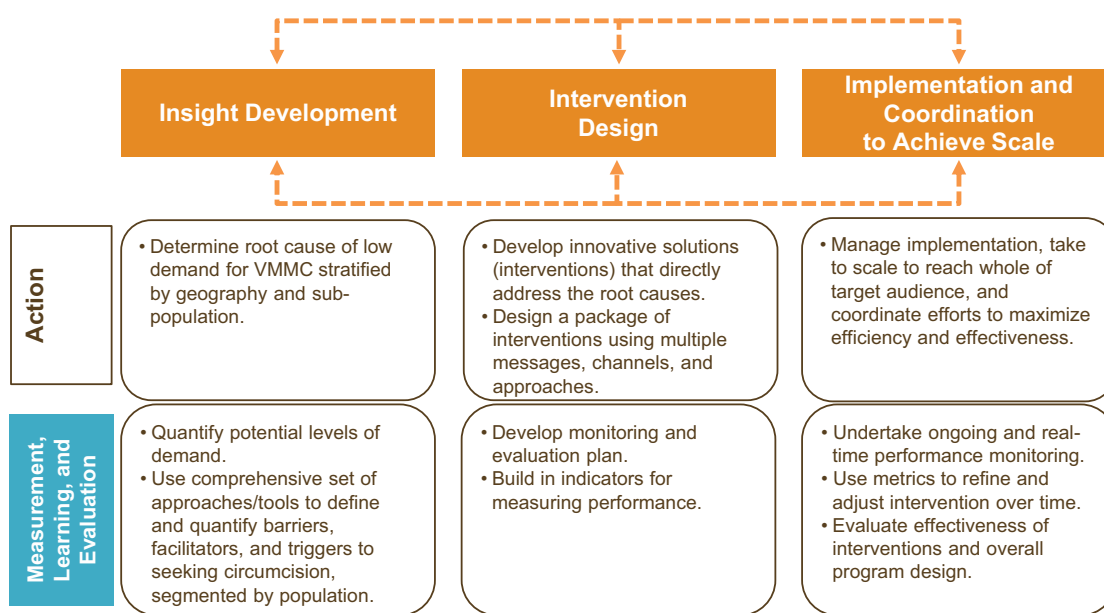 Insight Development
Intervention
Design
Implementation and
Coordination
to Achieve Scale
Action
• Determine root cause of low
demand for VMMC stratified
by geography and sub-
population.
• Develop innovative solutions
(interventions) that directly
address the root causes.
• Design a package of
interventions using multiple
messages, channels, and
approaches.
• Manage implementation, take
to scale to reach whole of
target audience, and
coordinate efforts to maximize
efficiency and effectiveness.
Measurement,
Learning, and
Evaluation
• Quantify potential levels of
demand.
• Use comprehensive set of
approaches/tools to define
and quantify barriers,
facilitators, and triggers to
seeking circumcision,
segmented by population.
• Develop monitoring and
evaluation plan.
• Build in indicators for
measuring performance.
• Undertake ongoing and real-
time performance monitoring.
• Use metrics to refine and
adjust intervention over time.
• Evaluate effectiveness of
interventions and overall
program design.